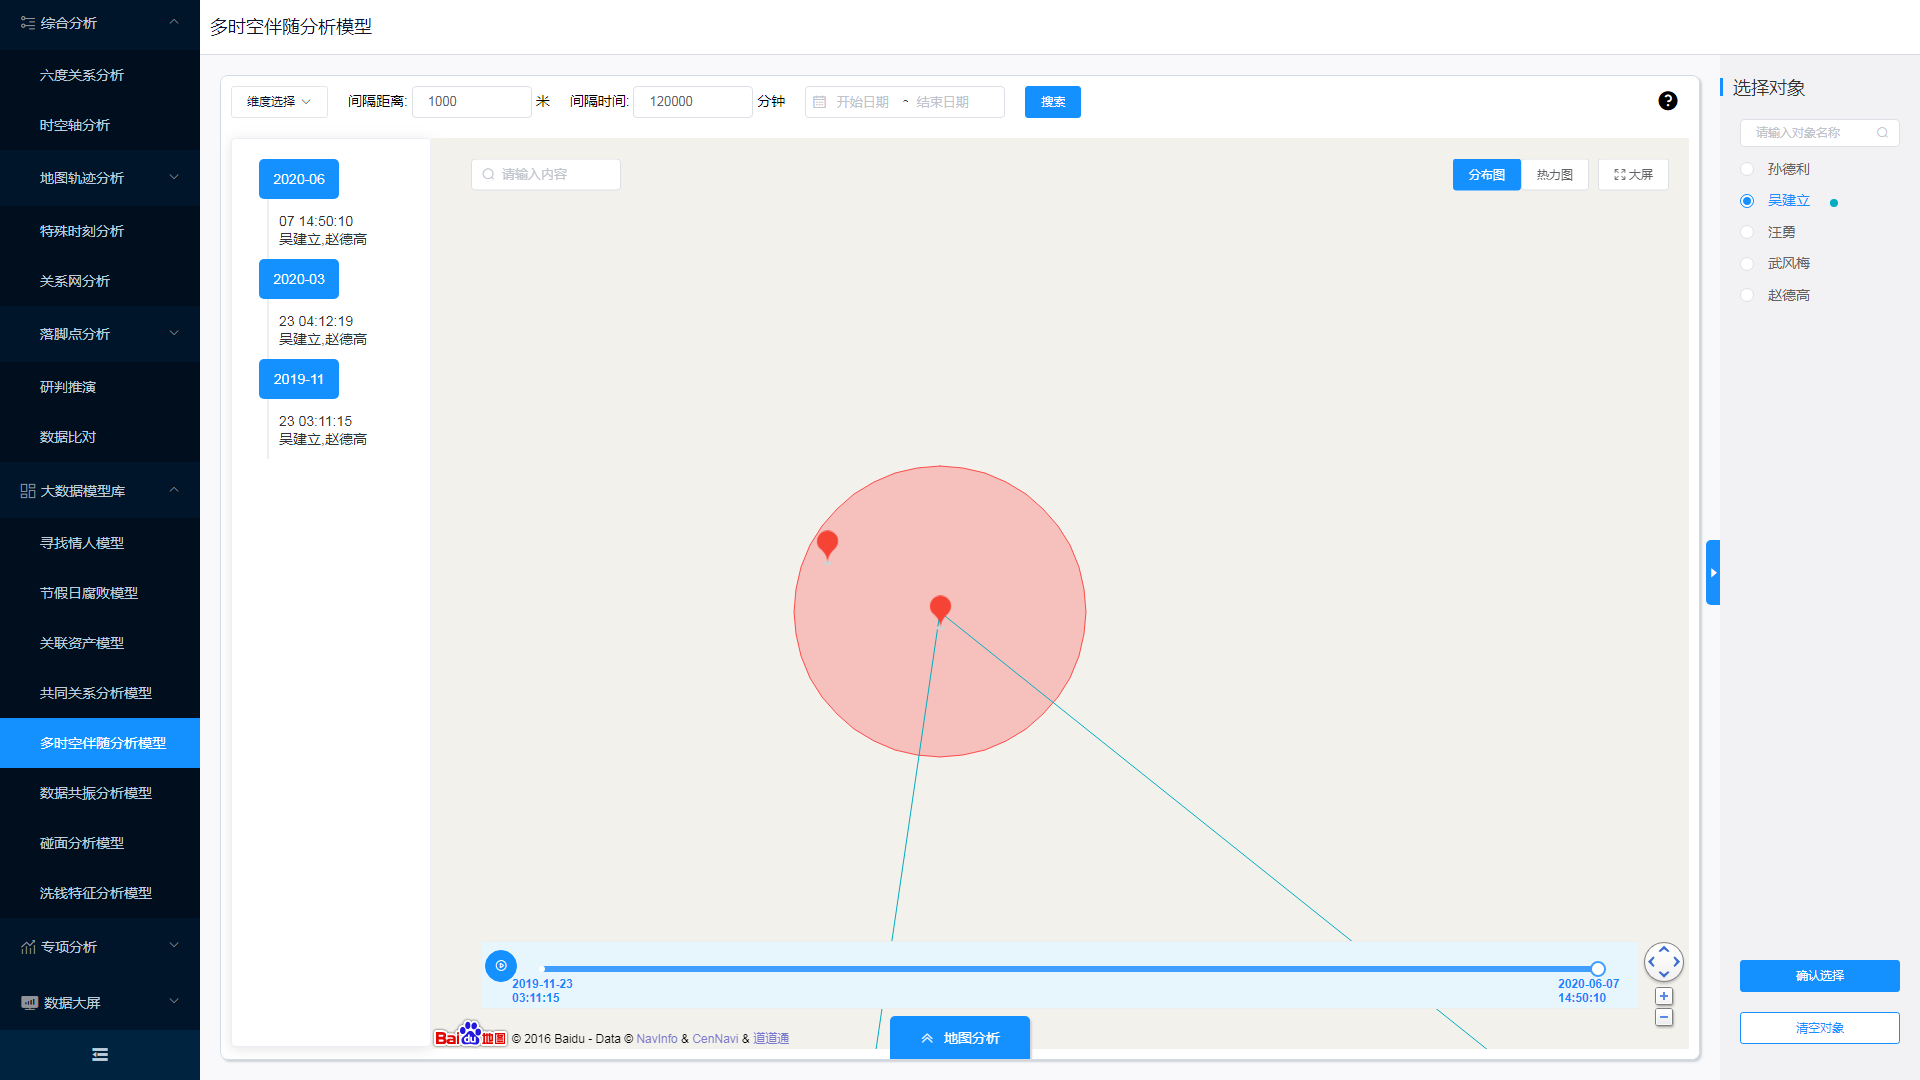 综合分析
六度关系分析
时空轴分析
地图轨迹分析
特殊时刻分析
关系网分析
落脚点分析
研判推演
数据比对
大数据模型库
寻找情人模型
节假日腐败模型
关联资产模型
共同关系分析模型
多时空伴随分析模型
数据共振分析模型
碰面分析模型
洗钱特征分析模型
专项分析
数据大屏
多时空伴随分析模型
维度选择 间隔距离: 1000 米 间隔时间: 120000 分钟 开始日期 ~ 结束日期 搜索
2020-06
07 14:50:10
吴建立,赵德高
2020-03
23 04:12:19
吴建立,赵德高
2019-11
23 03:11:15
吴建立,赵德高
请输入内容
分布图 热力图 大屏
2019-11-23
03:11:15
2020-06-07
14:50:10
Bai du 地图 © 2016 Baidu - Data © NavInfo & CenNavi & 道道通
地图分析
选择对象
请输入对象名称
孙德利
吴建立
汪勇
武风梅
赵德高
确认选择
清空对象